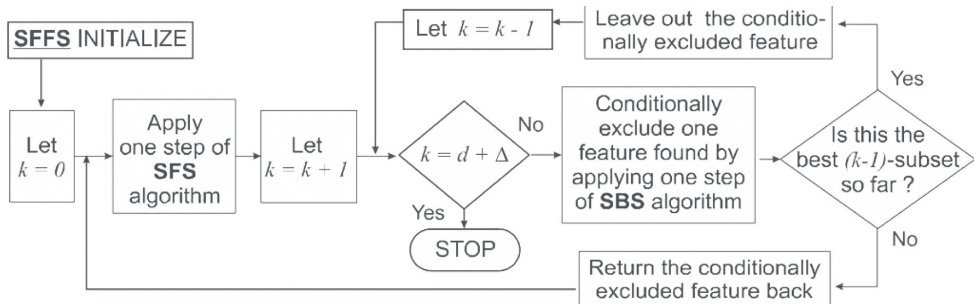 SFFS INITIALIZE
Let
k = 0
Apply
one step of
SFS
algorithm
Let
k = k + 1
Let k = k - 1
k = d + Δ
No
Yes
STOP
Conditionally
exclude one
feature found by
applying one step
of SBS algorithm
Is this the
best (k-1)-subset
so far ?
Yes
Leave out the conditio-
nally excluded feature
No
Return the conditionally
excluded feature back